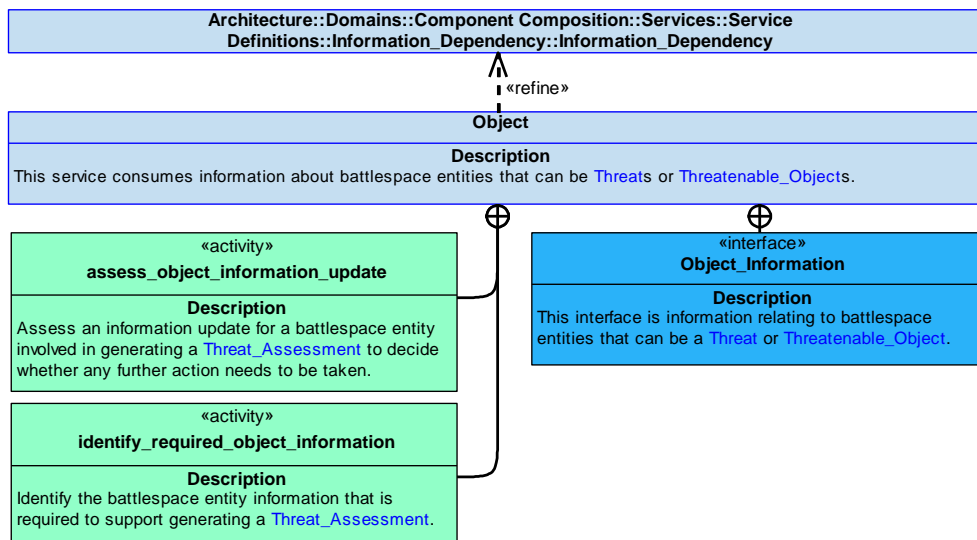 Architecture::Domains::Component Composition::Services::Service
Definitions::Information_Dependency::Information_Dependency
«refine»
Object
Description
This service consumes information about battlespace entities that can be Threats or Threatenable_Objects.
«activity»
assess_object_information_update
Description
Assess an information update for a battlespace entity
involved in generating a Threat_Assessment to decide
whether any further action needs to be taken.
«interface»
Object_Information
Description
This interface is information relating to battlespace
entities that can be a Threat or Threatenable_Object.
«activity»
identify_required_object_information
Description
Identify the battlespace entity information that is
required to support generating a Threat_Assessment.